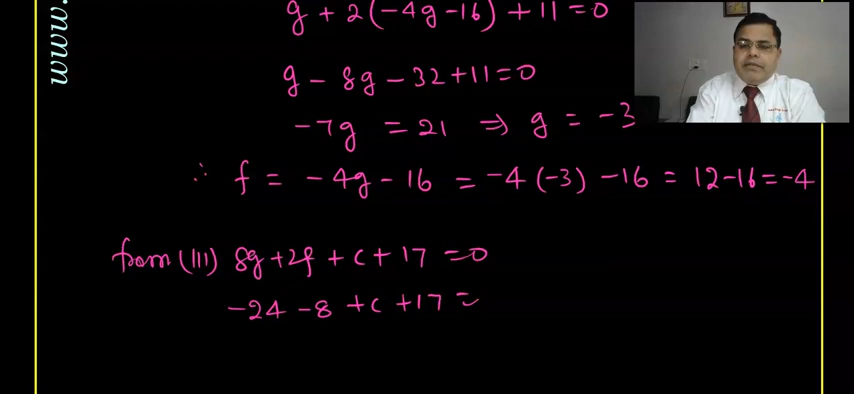 www.
g + 2(-4g-16) + 11 = 0
g - 8g - 32 + 11 = 0
-7g = 21 ⇒ g = -3
∴ f = -4g - 16 = -4(-3) - 16 = 12 - 16 = -4
from (III) 8g + 2f + c + 17 = 0
-24 - 8 + c + 17 =